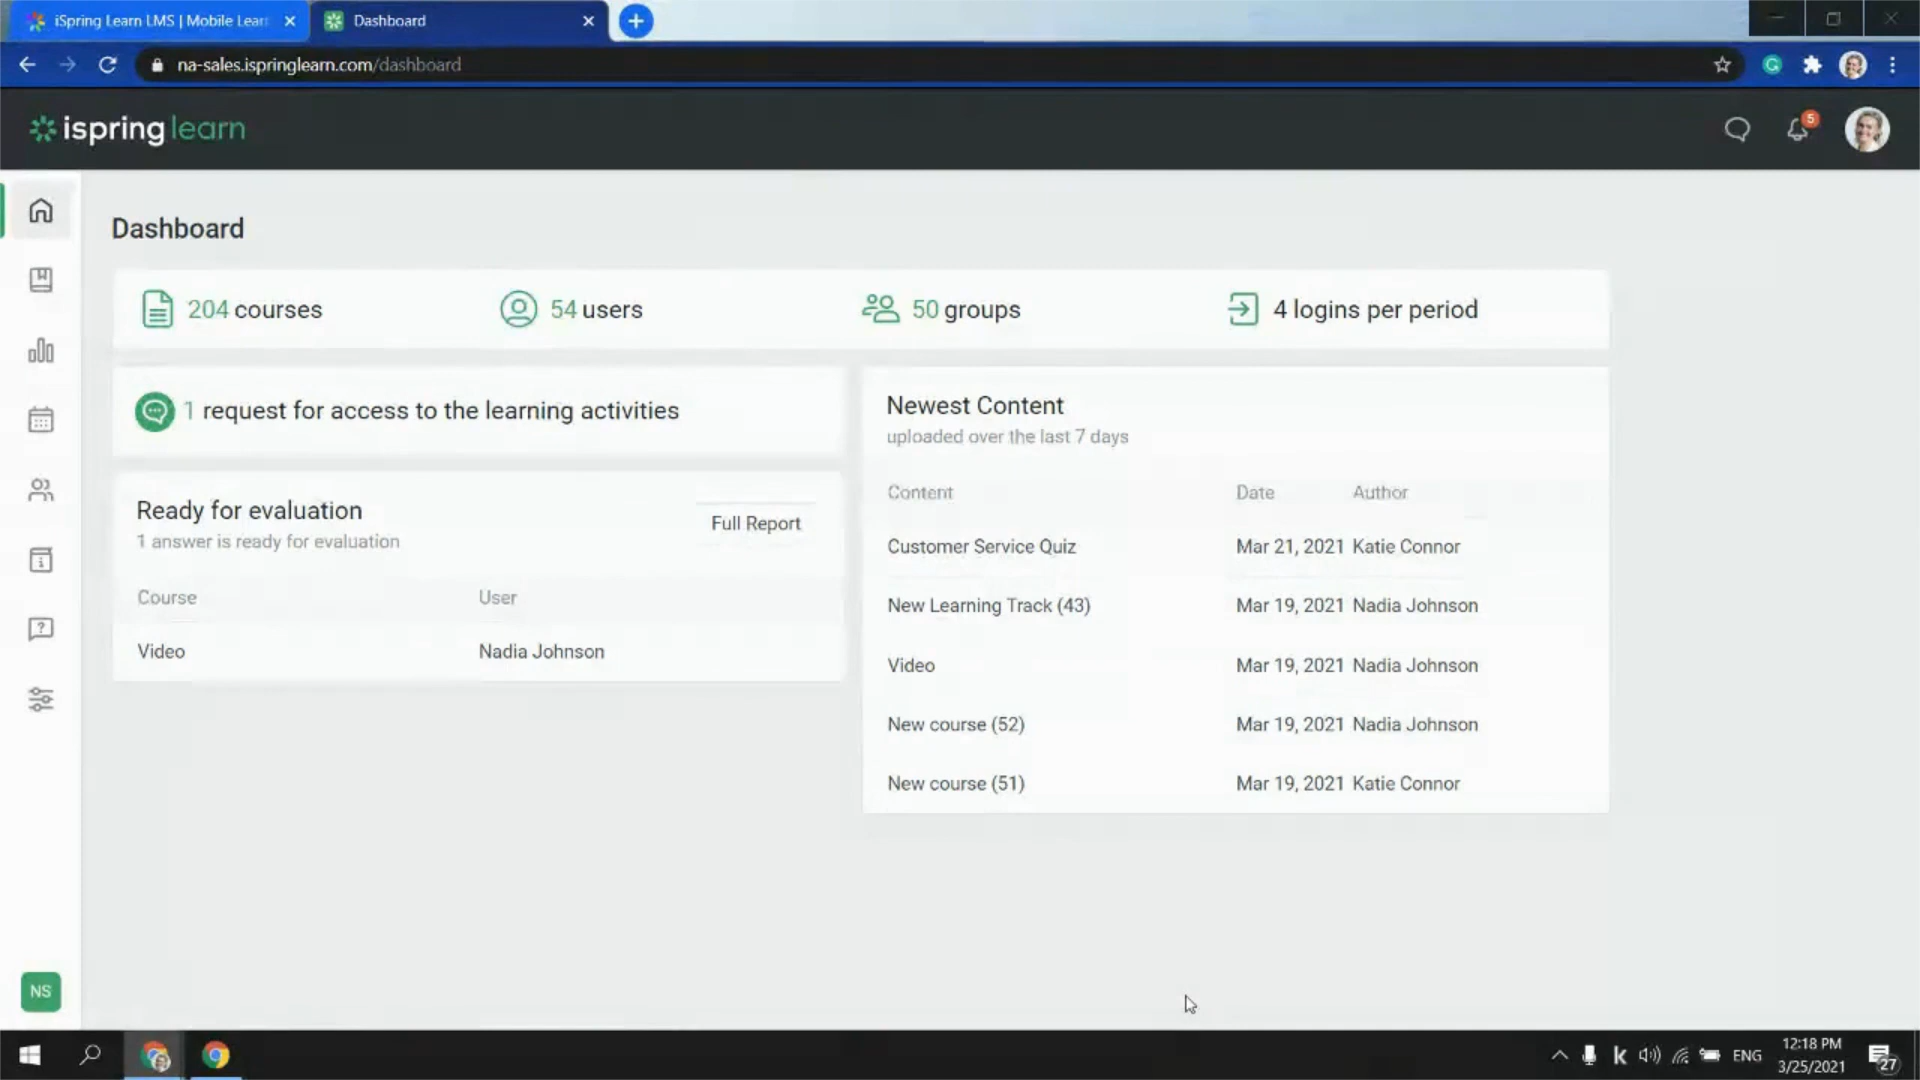 iSpring Learn LMS | Mobile Lear
Dashboard
na-sales.ispringlearn.com/dashboard
ispring learn
5
Dashboard
204 courses
54 users
50 groups
4 logins per period
1 request for access to the learning activities
Ready for evaluation
1 answer is ready for evaluation
Full Report
Course User
Video Nadia Johnson
Newest Content
uploaded over the last 7 days
Content Date Author
Customer Service Quiz Mar 21, 2021 Katie Connor
New Learning Track (43) Mar 19, 2021 Nadia Johnson
Video Mar 19, 2021 Nadia Johnson
New course (52) Mar 19, 2021 Nadia Johnson
New course (51) Mar 19, 2021 Katie Connor
NS
ENG
12:18 PM
3/25/2021
27